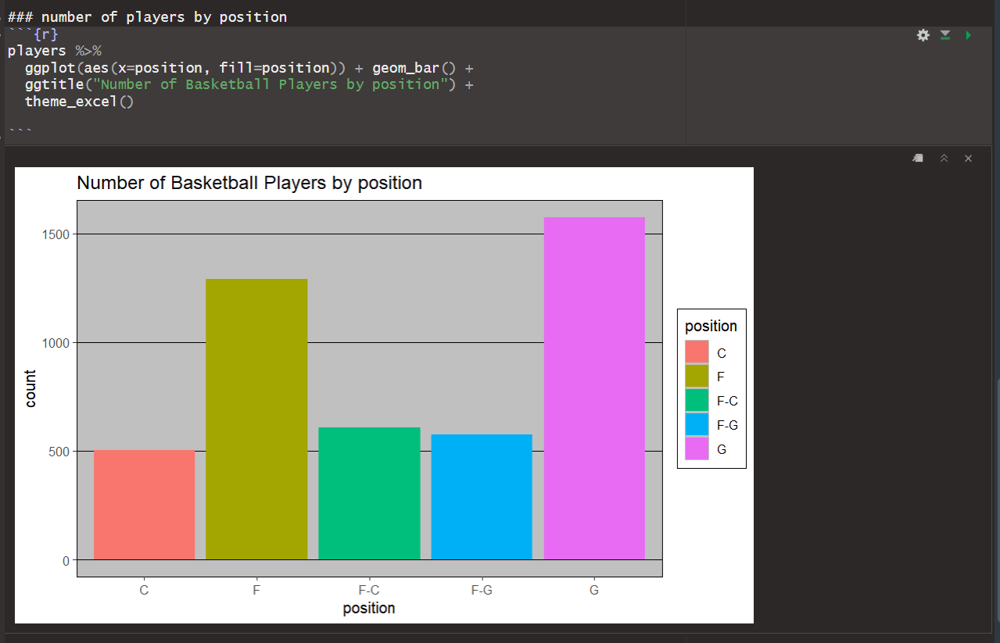 ### number of players by position
```{r}
players %>%
  ggplot(aes(x=position, fill=position)) + geom_bar() +
  ggtitle("Number of Basketball Players by position") +
  theme_excel()
```
Number of Basketball Players by position
1500
1000
500
0
count
C F F-C F-G G
position
position
C
F
F-C
F-G
G